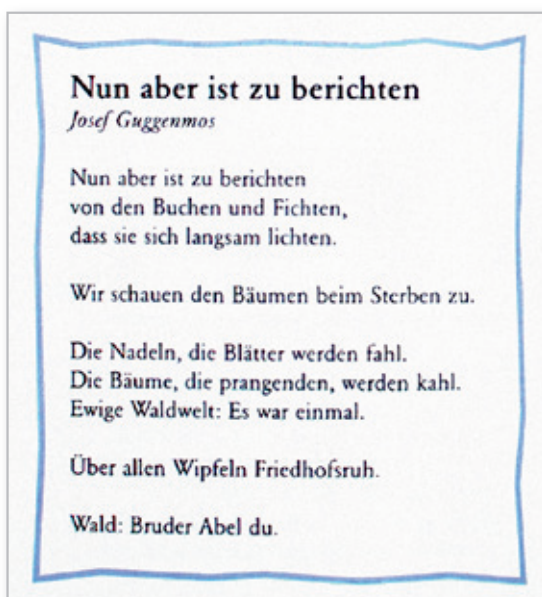 Nun aber ist zu berichten
Josef Guggenmos
Nun aber ist zu berichten
von den Buchen und Fichten,
dass sie sich langsam lichten.
Wir schauen den Bäumen beim Sterben zu.
Die Nadeln, die Blätter werden fahl.
Die Bäume, die prangenden, werden kahl.
Ewige Waldwelt: Es war einmal.
Über allen Wipfeln Friedhofsruh.
Wald: Bruder Abel du.